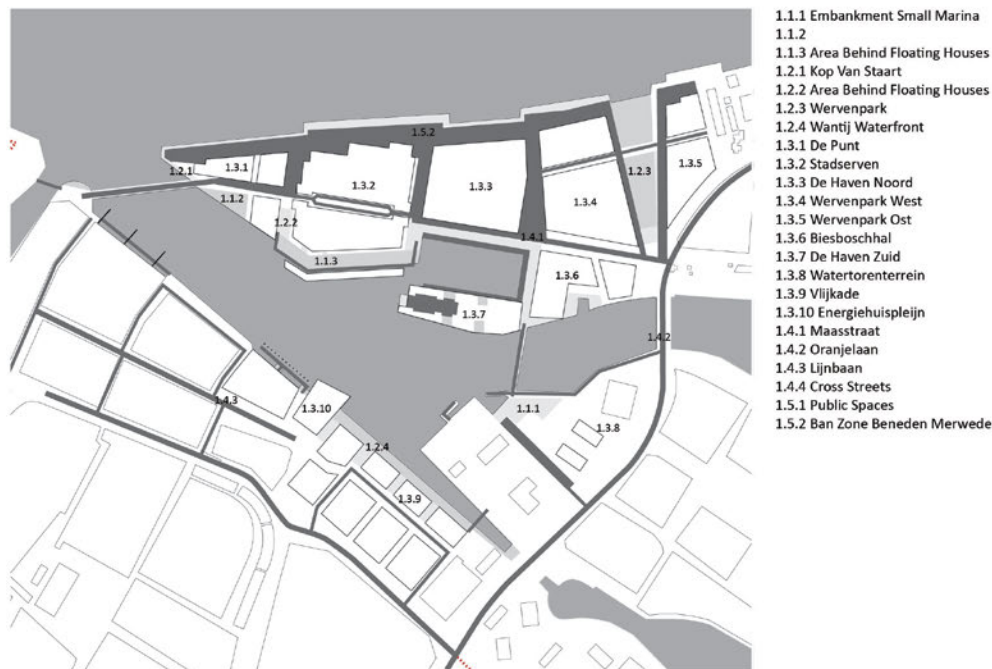 1.1.1 Embankment Small Marina
1.1.2
1.1.3 Area Behind Floating Houses
1.2.1 Kop Van Staart
1.2.2 Area Behind Floating Houses
1.2.3 Wervenpark
1.2.4 Wantij Waterfront
1.3.1 De Punt
1.3.2 Stadserven
1.3.3 De Haven Noord
1.3.4 Wervenpark West
1.3.5 Wervenpark Ost
1.3.6 Biesboschhal
1.3.7 De Haven Zuid
1.3.8 Watertorenterrein
1.3.9 Vlijkade
1.3.10 Energiehuispleijn
1.4.1 Maasstraat
1.4.2 Oranjelaan
1.4.3 Lijnbaan
1.4.4 Cross Streets
1.5.1 Public Spaces
1.5.2 Ban Zone Beneden Merwede
1.5.2
1.2.1
1.3.1
1.3.2
1.3.3
1.2.3
1.3.5
1.1.2
1.2.2
1.3.4
1.4.1
1.1.3
1.3.6
1.3.7
1.4.2
1.4.3
1.3.10
1.1.1
1.3.8
1.2.4
1.3.9